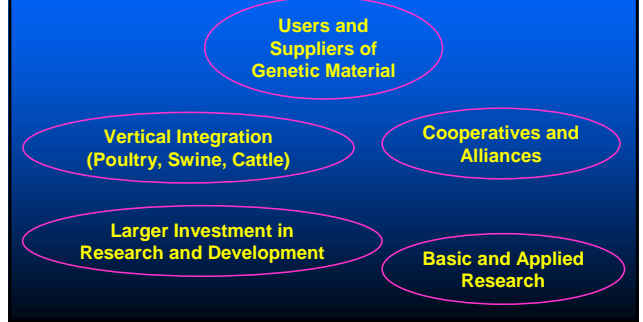 Users and
Suppliers of
Genetic Material
Vertical Integration
(Poultry, Swine, Cattle)
Cooperatives and
Alliances
Larger Investment in
Research and Development
Basic and Applied
Research